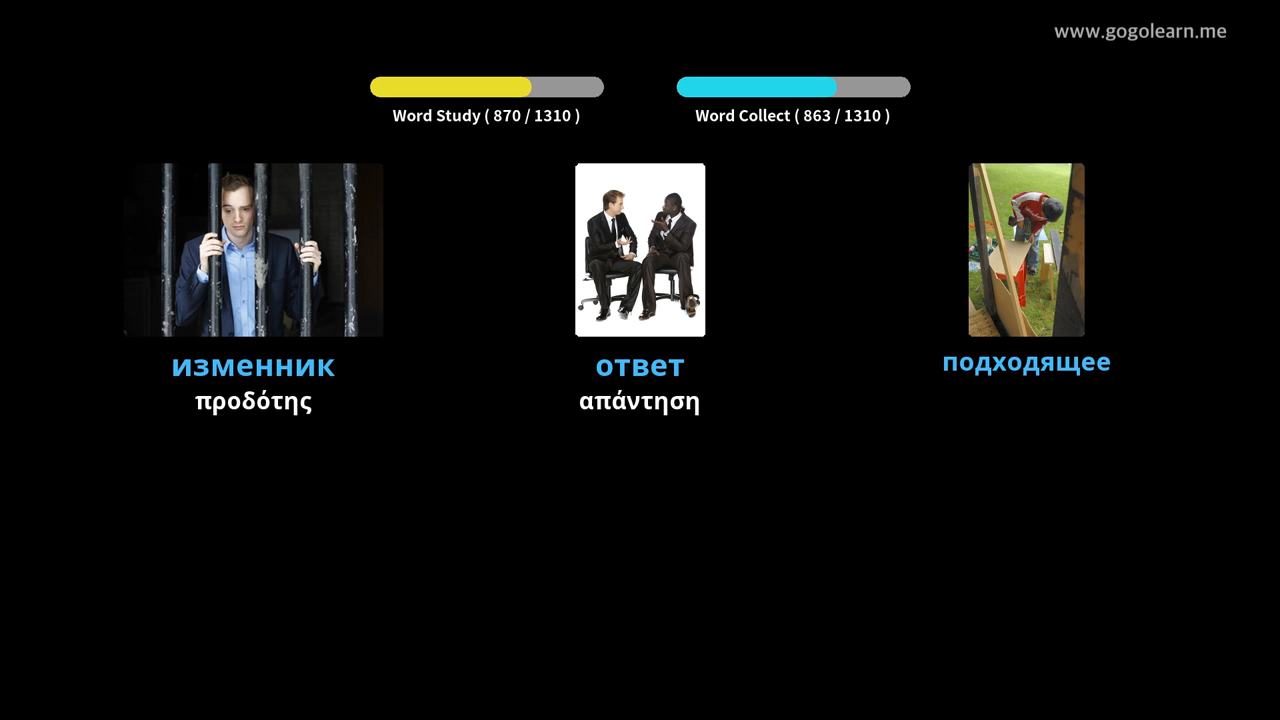 www.gogolearn.me
Word Study ( 870 / 1310 )
Word Collect ( 863 / 1310 )
изменник
προδότης
ответ
απάντηση
подходящее